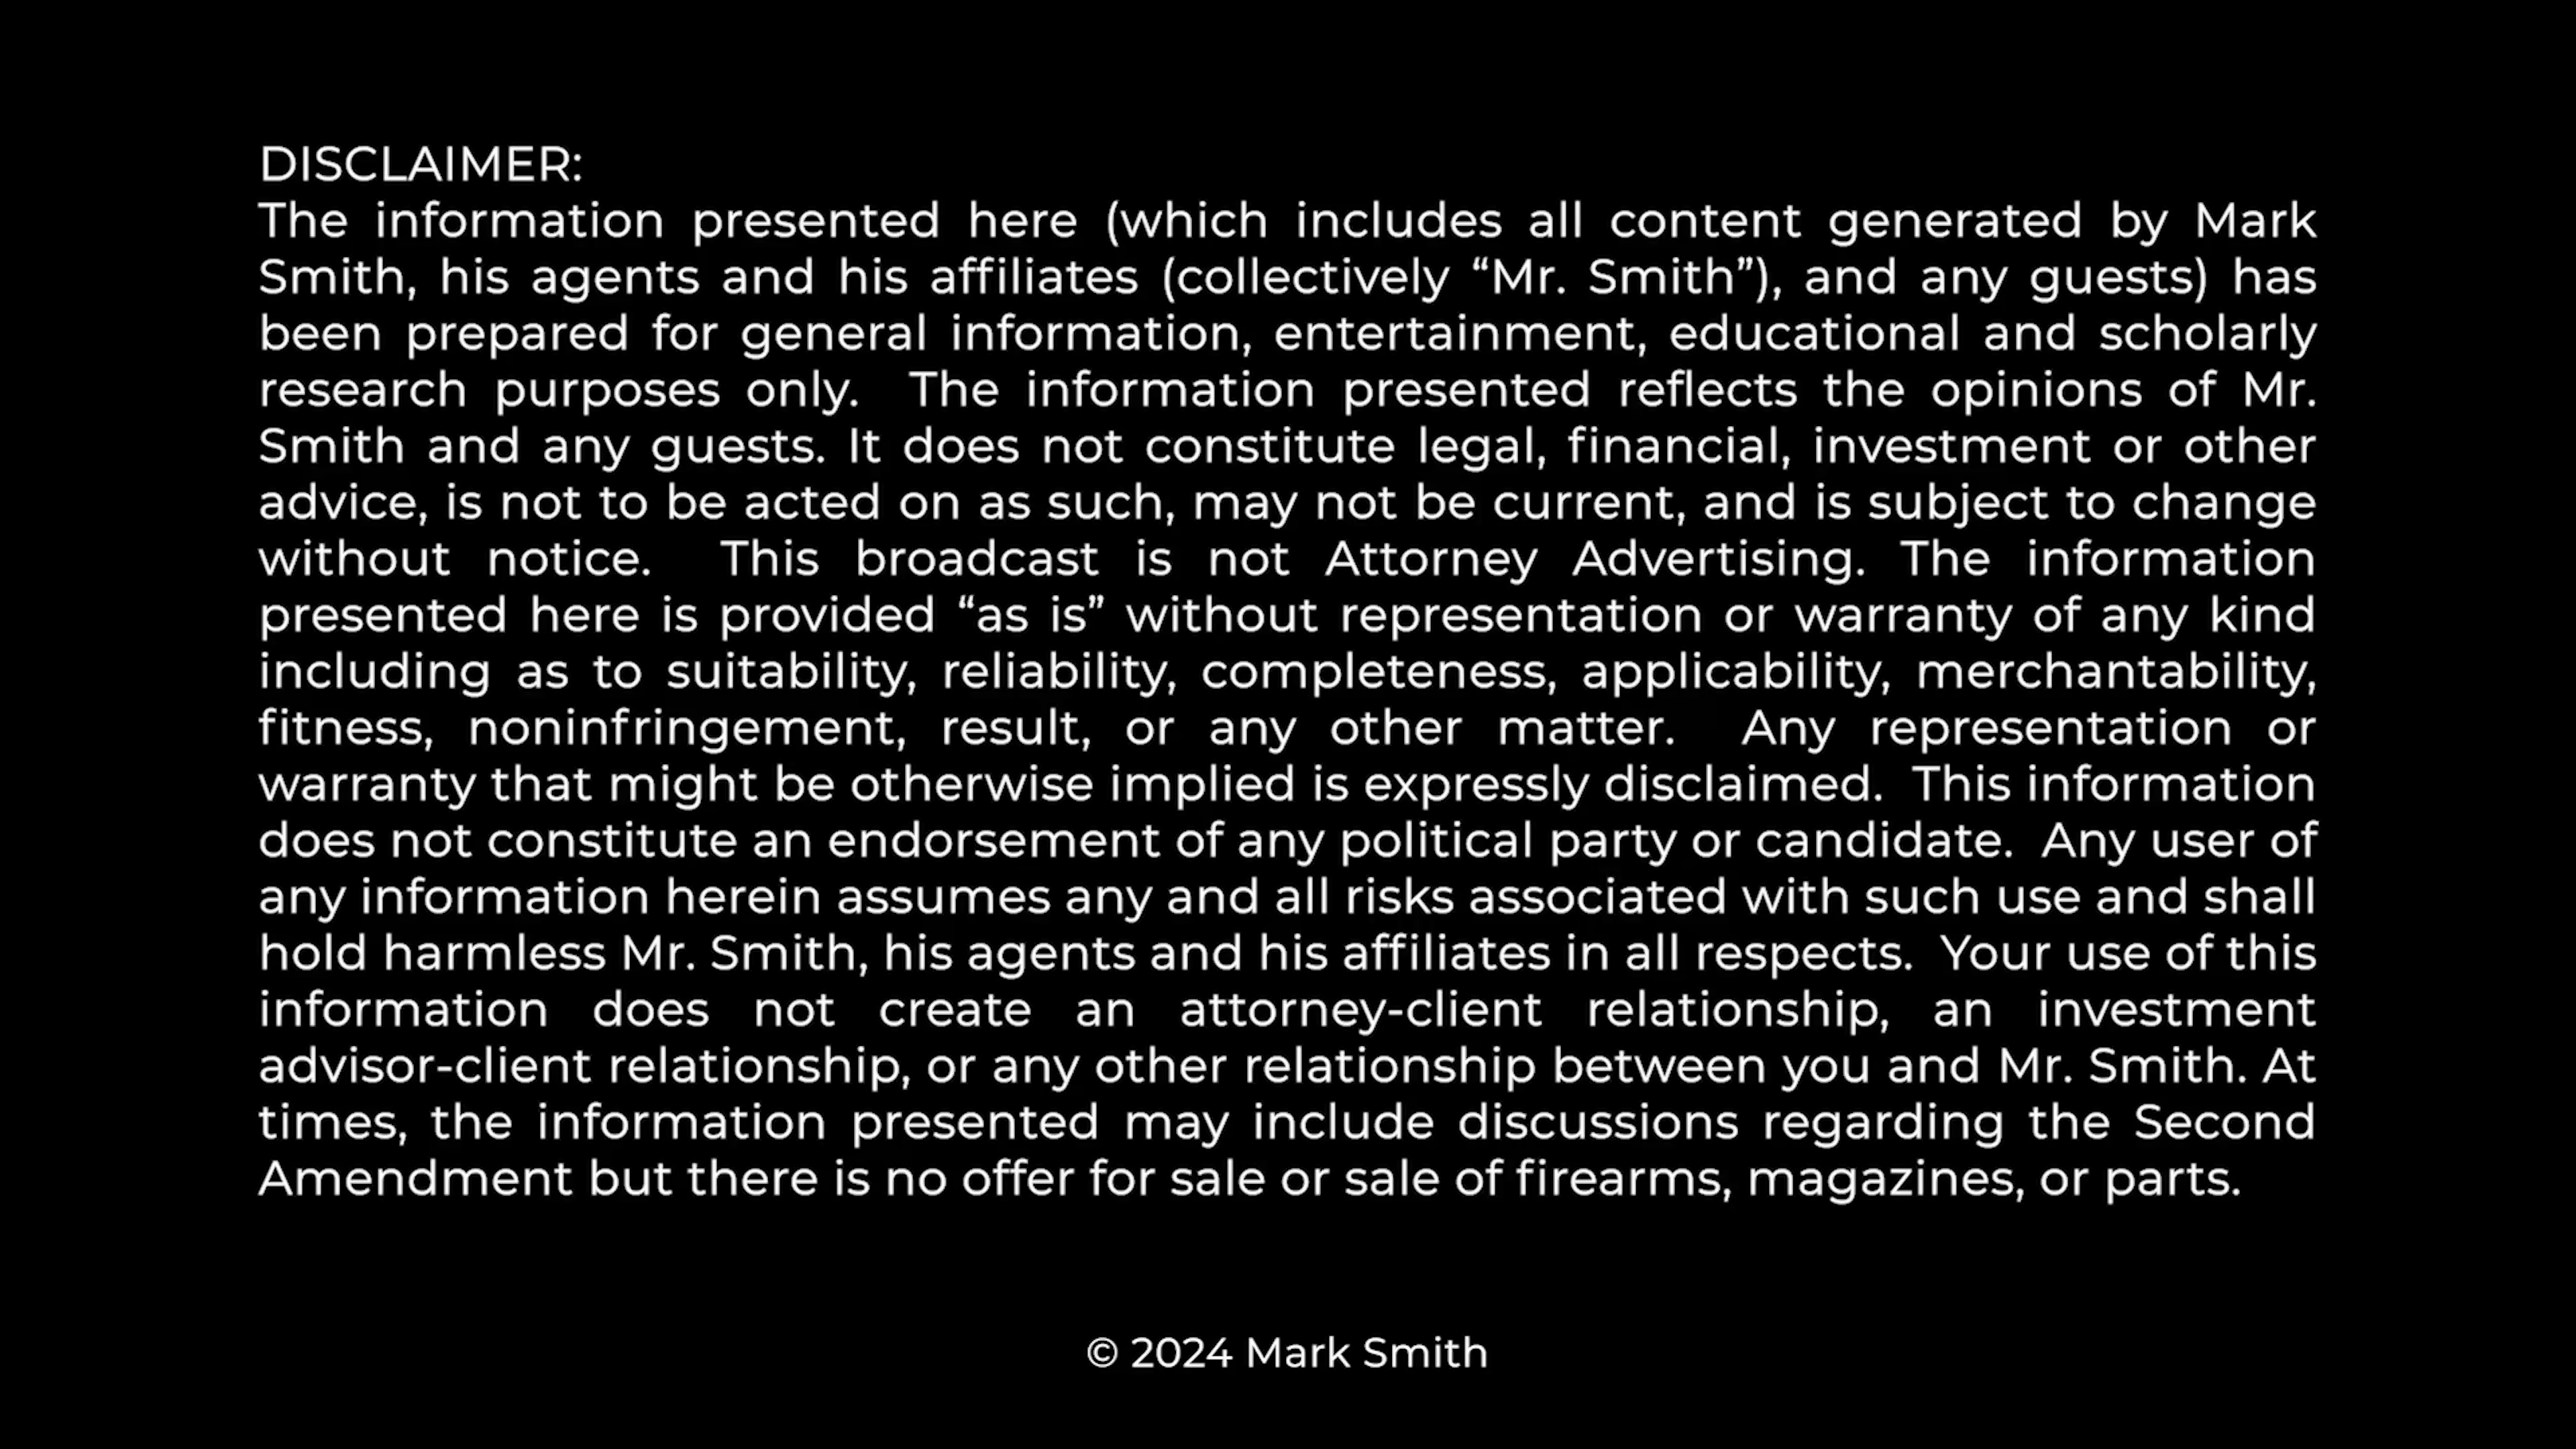 DISCLAIMER:
The information presented here (which includes all content generated by Mark
Smith, his agents and his affiliates (collectively “Mr. Smith”), and any guests) has
been prepared for general information, entertainment, educational and scholarly
research purposes only.  The information presented reflects the opinions of Mr.
Smith and any guests. It does not constitute legal, financial, investment or other
advice, is not to be acted on as such, may not be current, and is subject to change
without notice.  This broadcast is not Attorney Advertising. The information
presented here is provided “as is” without representation or warranty of any kind
including as to suitability, reliability, completeness, applicability, merchantability,
fitness, noninfringement, result, or any other matter.  Any representation or
warranty that might be otherwise implied is expressly disclaimed.  This information
does not constitute an endorsement of any political party or candidate.  Any user of
any information herein assumes any and all risks associated with such use and shall
hold harmless Mr. Smith, his agents and his affiliates in all respects.  Your use of this
information does not create an attorney-client relationship, an investment
advisor-client relationship, or any other relationship between you and Mr. Smith. At
times, the information presented may include discussions regarding the Second
Amendment but there is no offer for sale or sale of firearms, magazines, or parts.
© 2024 Mark Smith